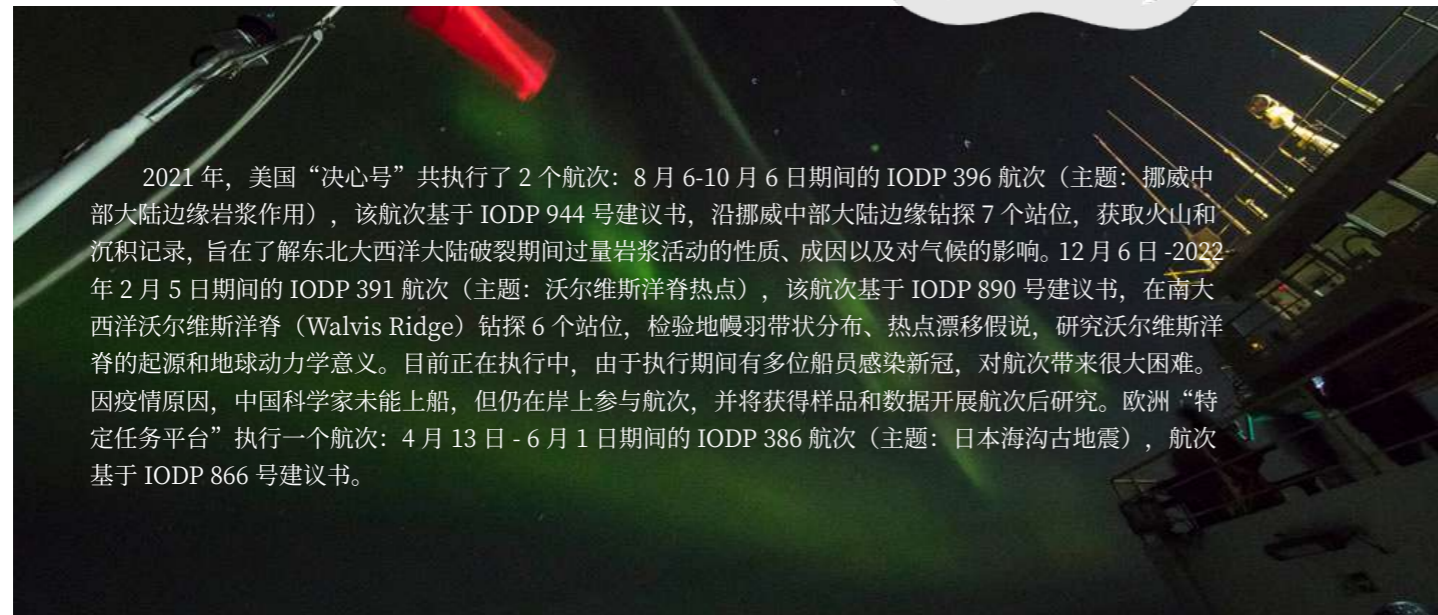 2021 年，美国“决心号”共执行了 2 个航次：8 月 6-10 月 6 日期间的 IODP 396 航次（主题：挪威中
部大陆边缘岩浆作用），该航次基于 IODP 944 号建议书，沿挪威中部大陆边缘钻探 7 个站位，获取火山和
沉积记录，旨在了解东北大西洋大陆破裂期间过量岩浆活动的性质、成因以及对气候的影响。12 月 6 日 -2022
年 2 月 5 日期间的 IODP 391 航次（主题：沃尔维斯洋脊热点），该航次基于 IODP 890 号建议书，在南大
西洋沃尔维斯洋脊（Walvis Ridge）钻探 6 个站位，检验地幔羽带状分布、热点漂移假说，研究沃尔维斯洋
脊的起源和地球动力学意义。目前正在执行中，由于执行期间有多位船员感染新冠，对航次带来很大困难。
因疫情原因，中国科学家未能上船，但仍在岸上参与航次，并将获得样品和数据开展航次后研究。欧洲“特
定任务平台”执行一个航次：4 月 13 日 - 6 月 1 日期间的 IODP 386 航次（主题：日本海沟古地震），航次
基于 IODP 866 号建议书。